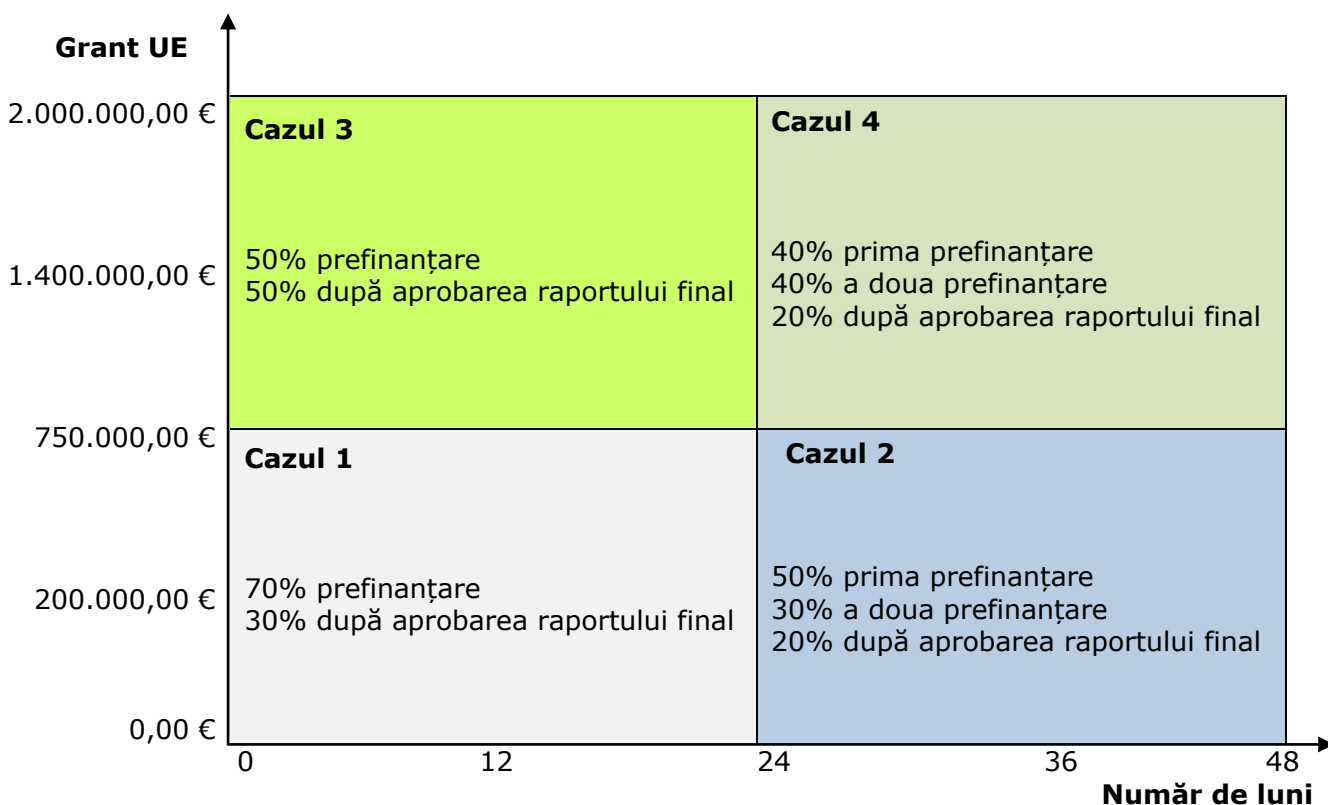 Grant UE
2.000.000,00 €
1.400.000,00 €
750.000,00 €
200.000,00 €
0,00 €
Cazul 3
50% prefinanțare
50% după aprobarea raportului final
Cazul 4
40% prima prefinanțare
40% a doua prefinanțare
20% după aprobarea raportului final
Cazul 1
70% prefinanțare
30% după aprobarea raportului final
Cazul 2
50% prima prefinanțare
30% a doua prefinanțare
20% după aprobarea raportului final
0 12 24 36 48
Număr de luni